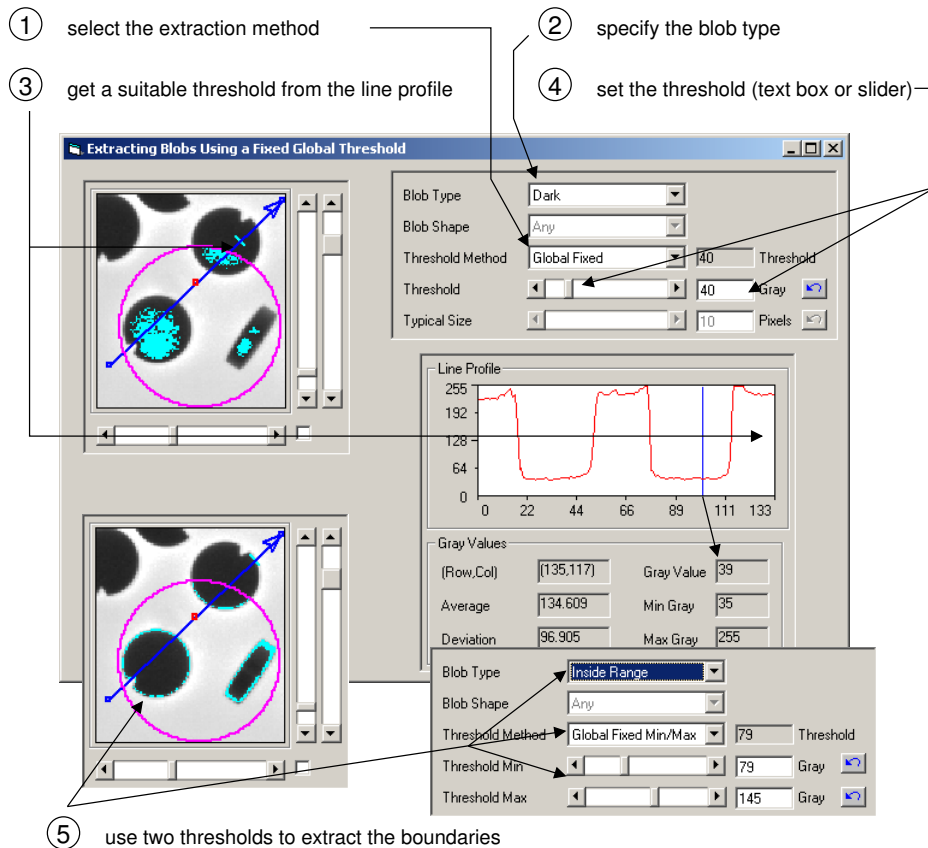 1 select the extraction method
2 specify the blob type
3 get a suitable threshold from the line profile
4 set the threshold (text box or slider)
Extracting Blobs Using a Fixed Global Threshold
Blob Type Dark
Blob Shape Any
Threshold Method Global Fixed 40 Threshold
Threshold 40 Gray
Typical Size 10 Pixels
Line Profile
255
192
128
64
0
0 22 44 66 89 111 133
Gray Values
(Row,Col) (135,117) Gray Value 39
Average 134.609 Min Gray 35
Deviation 96.905 Max Gray 255
Blob Type Inside Range
Blob Shape Any
Threshold Method Global Fixed Min/Max 79 Threshold
Threshold Min 79 Gray
Threshold Max 145 Gray
5 use two thresholds to extract the boundaries